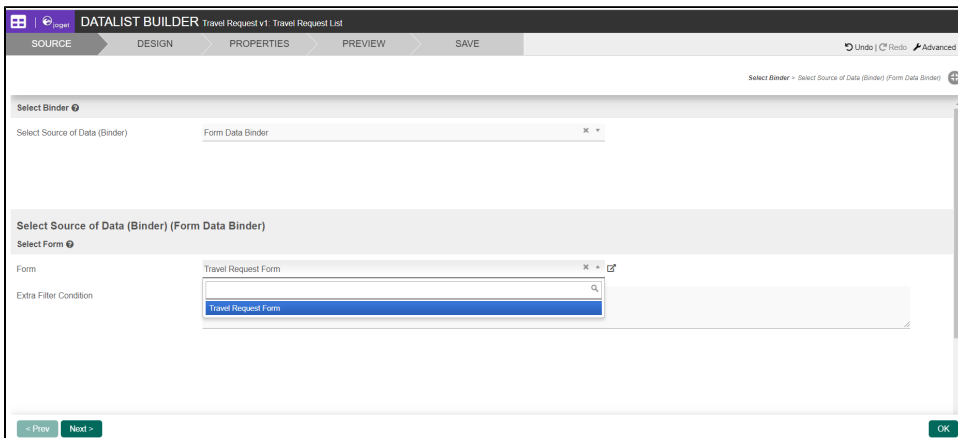 joget DATALIST BUILDER Travel Request v1: Travel Request List
SOURCE DESIGN PROPERTIES PREVIEW SAVE Undo | Redo Advanced
Select Binder > Select Source of Data (Binder) (Form Data Binder)
Select Binder
Select Source of Data (Binder) Form Data Binder
Select Source of Data (Binder) (Form Data Binder)
Select Form
Form Travel Request Form
Extra Filter Condition
Travel Request Form
< Prev Next > OK